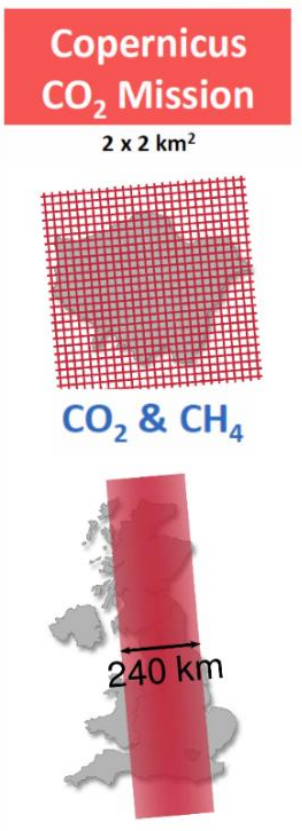 Copernicus
CO₂ Mission
2 x 2 km²
CO₂ & CH₄
240 km